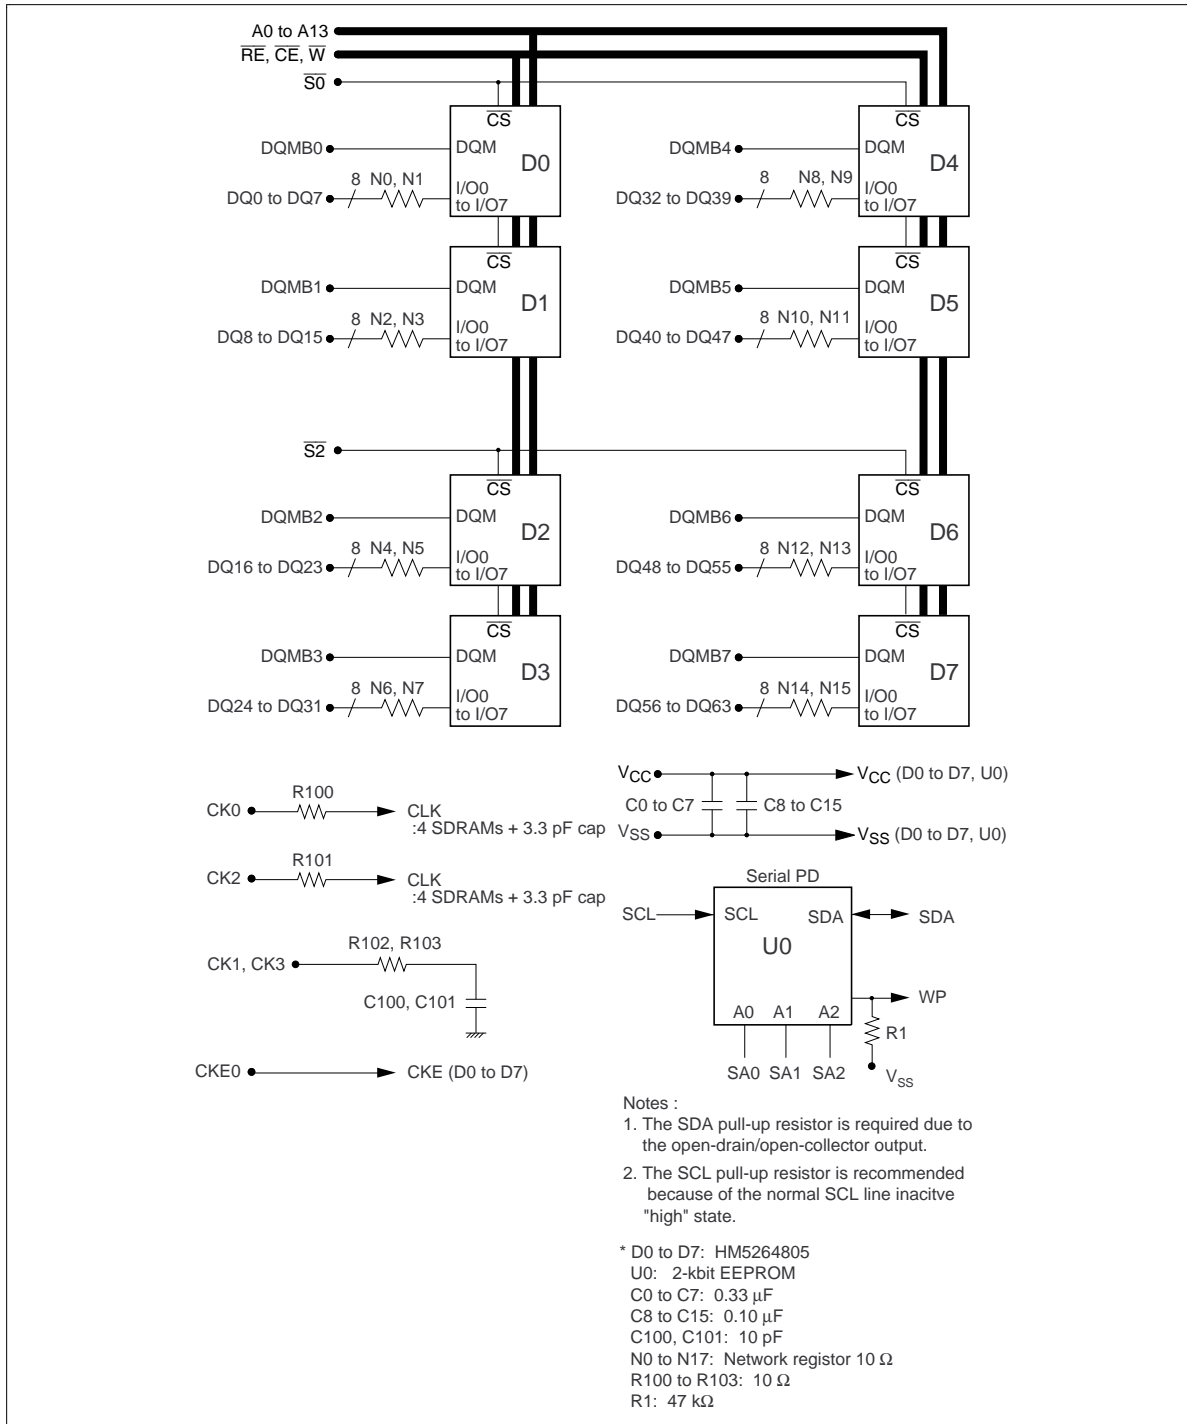 A0 to A13
R̅E̅, C̅E̅, W̅
S̅0̅
C̅S̅
DQMB0
DQM
D0
DQ0 to DQ7
8
N0, N1
I/O0
to I/O7
C̅S̅
DQMB4
DQM
D4
DQ32 to DQ39
8
N8, N9
I/O0
to I/O7
C̅S̅
DQMB1
DQM
D1
DQ8 to DQ15
8
N2, N3
I/O0
to I/O7
C̅S̅
DQMB5
DQM
D5
DQ40 to DQ47
8
N10, N11
I/O0
to I/O7
S̅2̅
C̅S̅
DQMB2
DQM
D2
DQ16 to DQ23
8
N4, N5
I/O0
to I/O7
C̅S̅
DQMB6
DQM
D6
DQ48 to DQ55
8
N12, N13
I/O0
to I/O7
C̅S̅
DQMB3
DQM
D3
DQ24 to DQ31
8
N6, N7
I/O0
to I/O7
C̅S̅
DQMB7
DQM
D7
DQ56 to DQ63
8
N14, N15
I/O0
to I/O7
CK0
R100
CLK
:4 SDRAMs + 3.3 pF cap
CK2
R101
CLK
:4 SDRAMs + 3.3 pF cap
CK1, CK3
R102, R103
C100, C101
CKE0
CKE (D0 to D7)
VCC
VCC (D0 to D7, U0)
C0 to C7
C8 to C15
VSS
VSS (D0 to D7, U0)
Serial PD
SCL
SCL
SDA
SDA
U0
WP
A0
A1
A2
R1
SA0
SA1
SA2
VSS
Notes :
1. The SDA pull-up resistor is required due to
the open-drain/open-collector output.
2. The SCL pull-up resistor is recommended
because of the normal SCL line inacitve
"high" state.
* D0 to D7: HM5264805
U0: 2-kbit EEPROM
C0 to C7: 0.33 μF
C8 to C15: 0.10 μF
C100, C101: 10 pF
N0 to N17: Network registor 10 Ω
R100 to R103: 10 Ω
R1: 47 kΩ